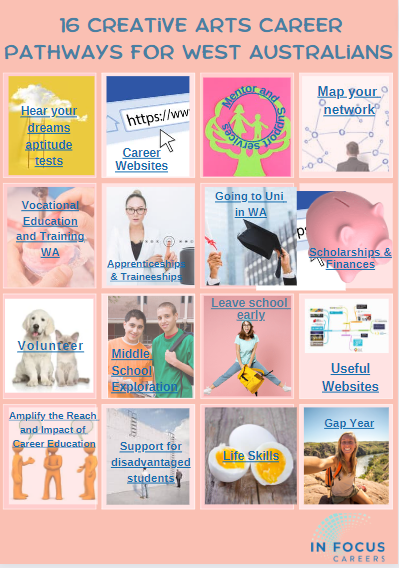 16 CREATIVE ARTS CAREER
PATHWAYS FOR WEST AUSTRALIANS
Hear your
dreams
aptitude
tests
https://ww
Career
Websites
Mentor and Support services
Map your
network
Vocational
Education
and Training
WA
Apprenticeships
& Traineeships
Going to Uni
in WA
Scholarships &
Finances
Volunteer
Middle
School
Exploration
Leave school
early
Useful
Websites
Amplify the Reach
and Impact of
Career Education
Support for
disadvantaged
students
Life Skills
Gap Year
IN FOCUS
CAREERS